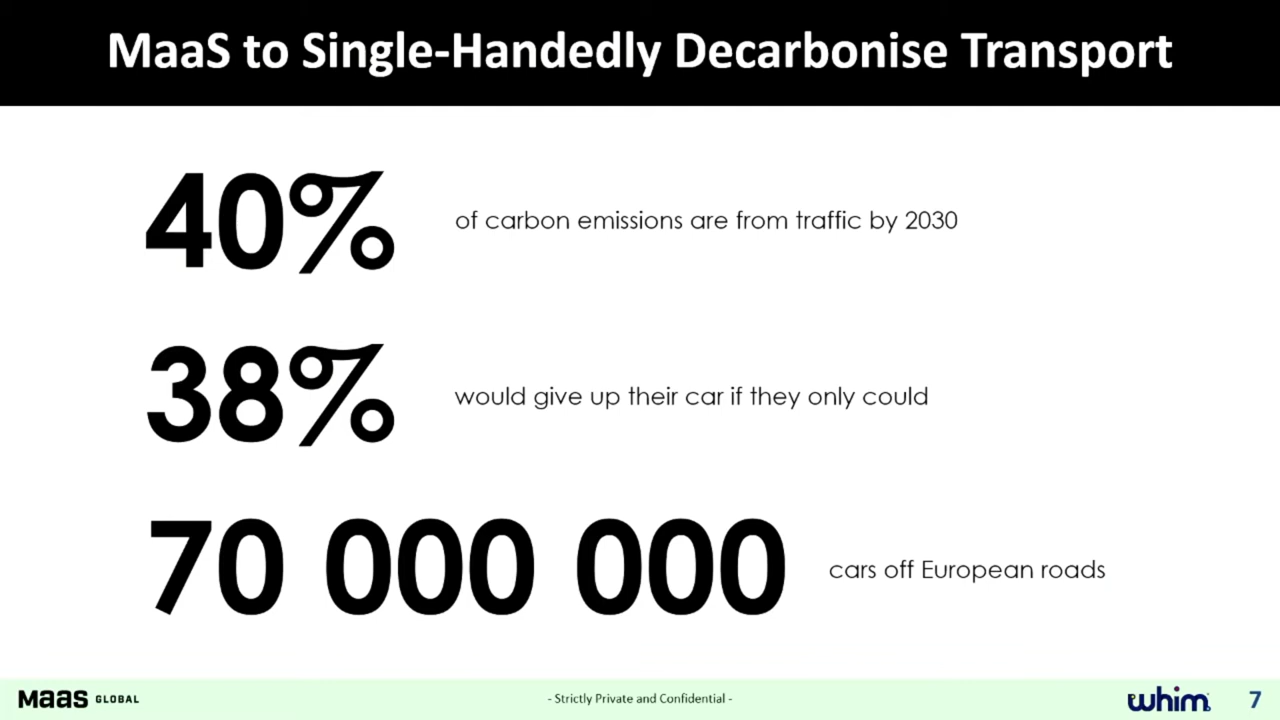 MaaS to Single-Handedly Decarbonise Transport
40% of carbon emissions are from traffic by 2030
38% would give up their car if they only could
70 000 000 cars off European roads
MaaS GLOBAL - Strictly Private and Confidential - whim 7